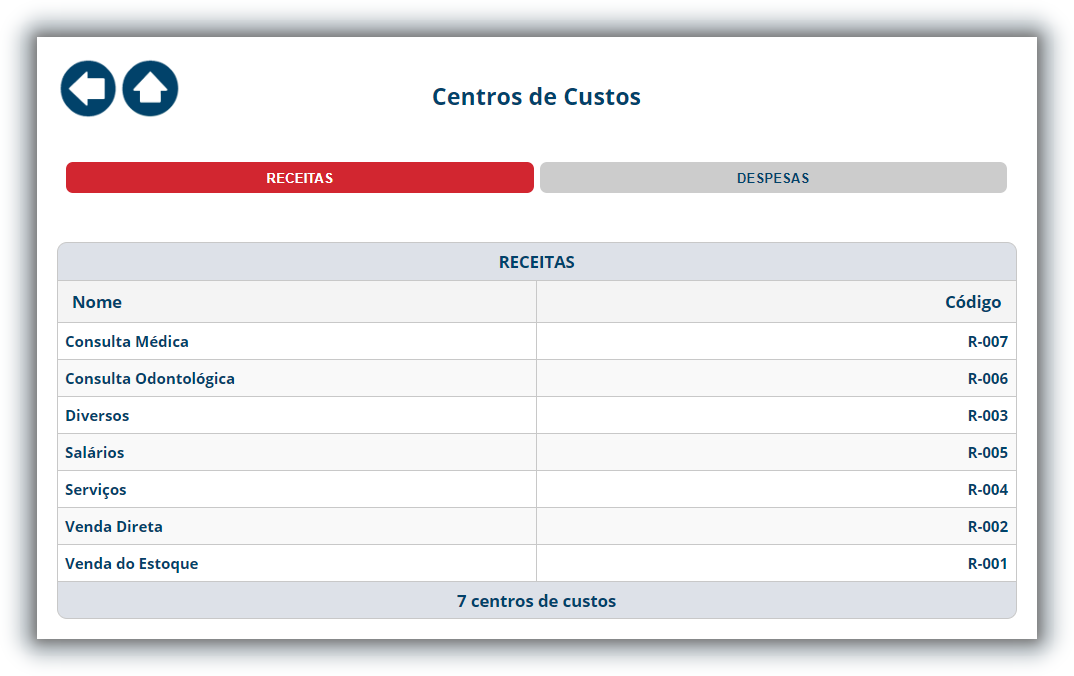 Centros de Custos
RECEITAS DESPESAS
RECEITAS
Nome Código
Consulta Médica R-007
Consulta Odontológica R-006
Diversos R-003
Salários R-005
Serviços R-004
Venda Direta R-002
Venda do Estoque R-001
7 centros de custos